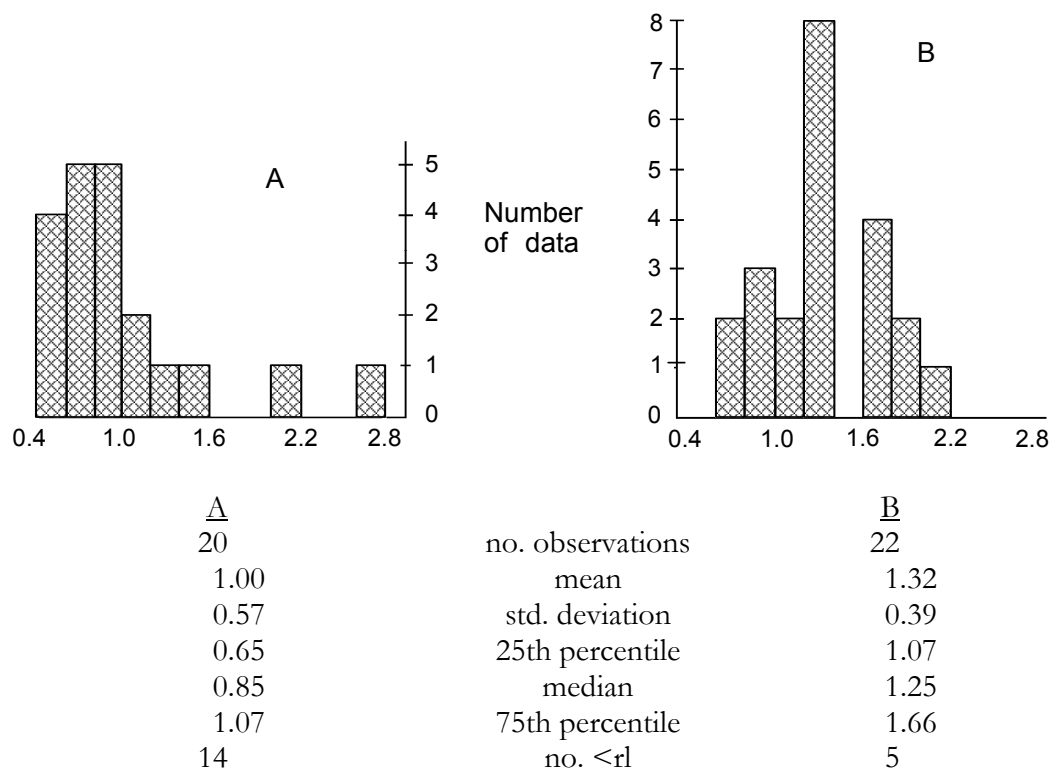 8
B
7
6
5
A
5
4
Number
4
of data
3
3
2
2
1
1
0
0
0.4 1.0 1.6 2.2 2.8
0.4 1.0 1.6 2.2 2.8
A B
20 no. observations 22
1.00 mean 1.32
0.57 std. deviation 0.39
0.65 25th percentile 1.07
0.85 median 1.25
1.07 75th percentile 1.66
14 no. <rl 5